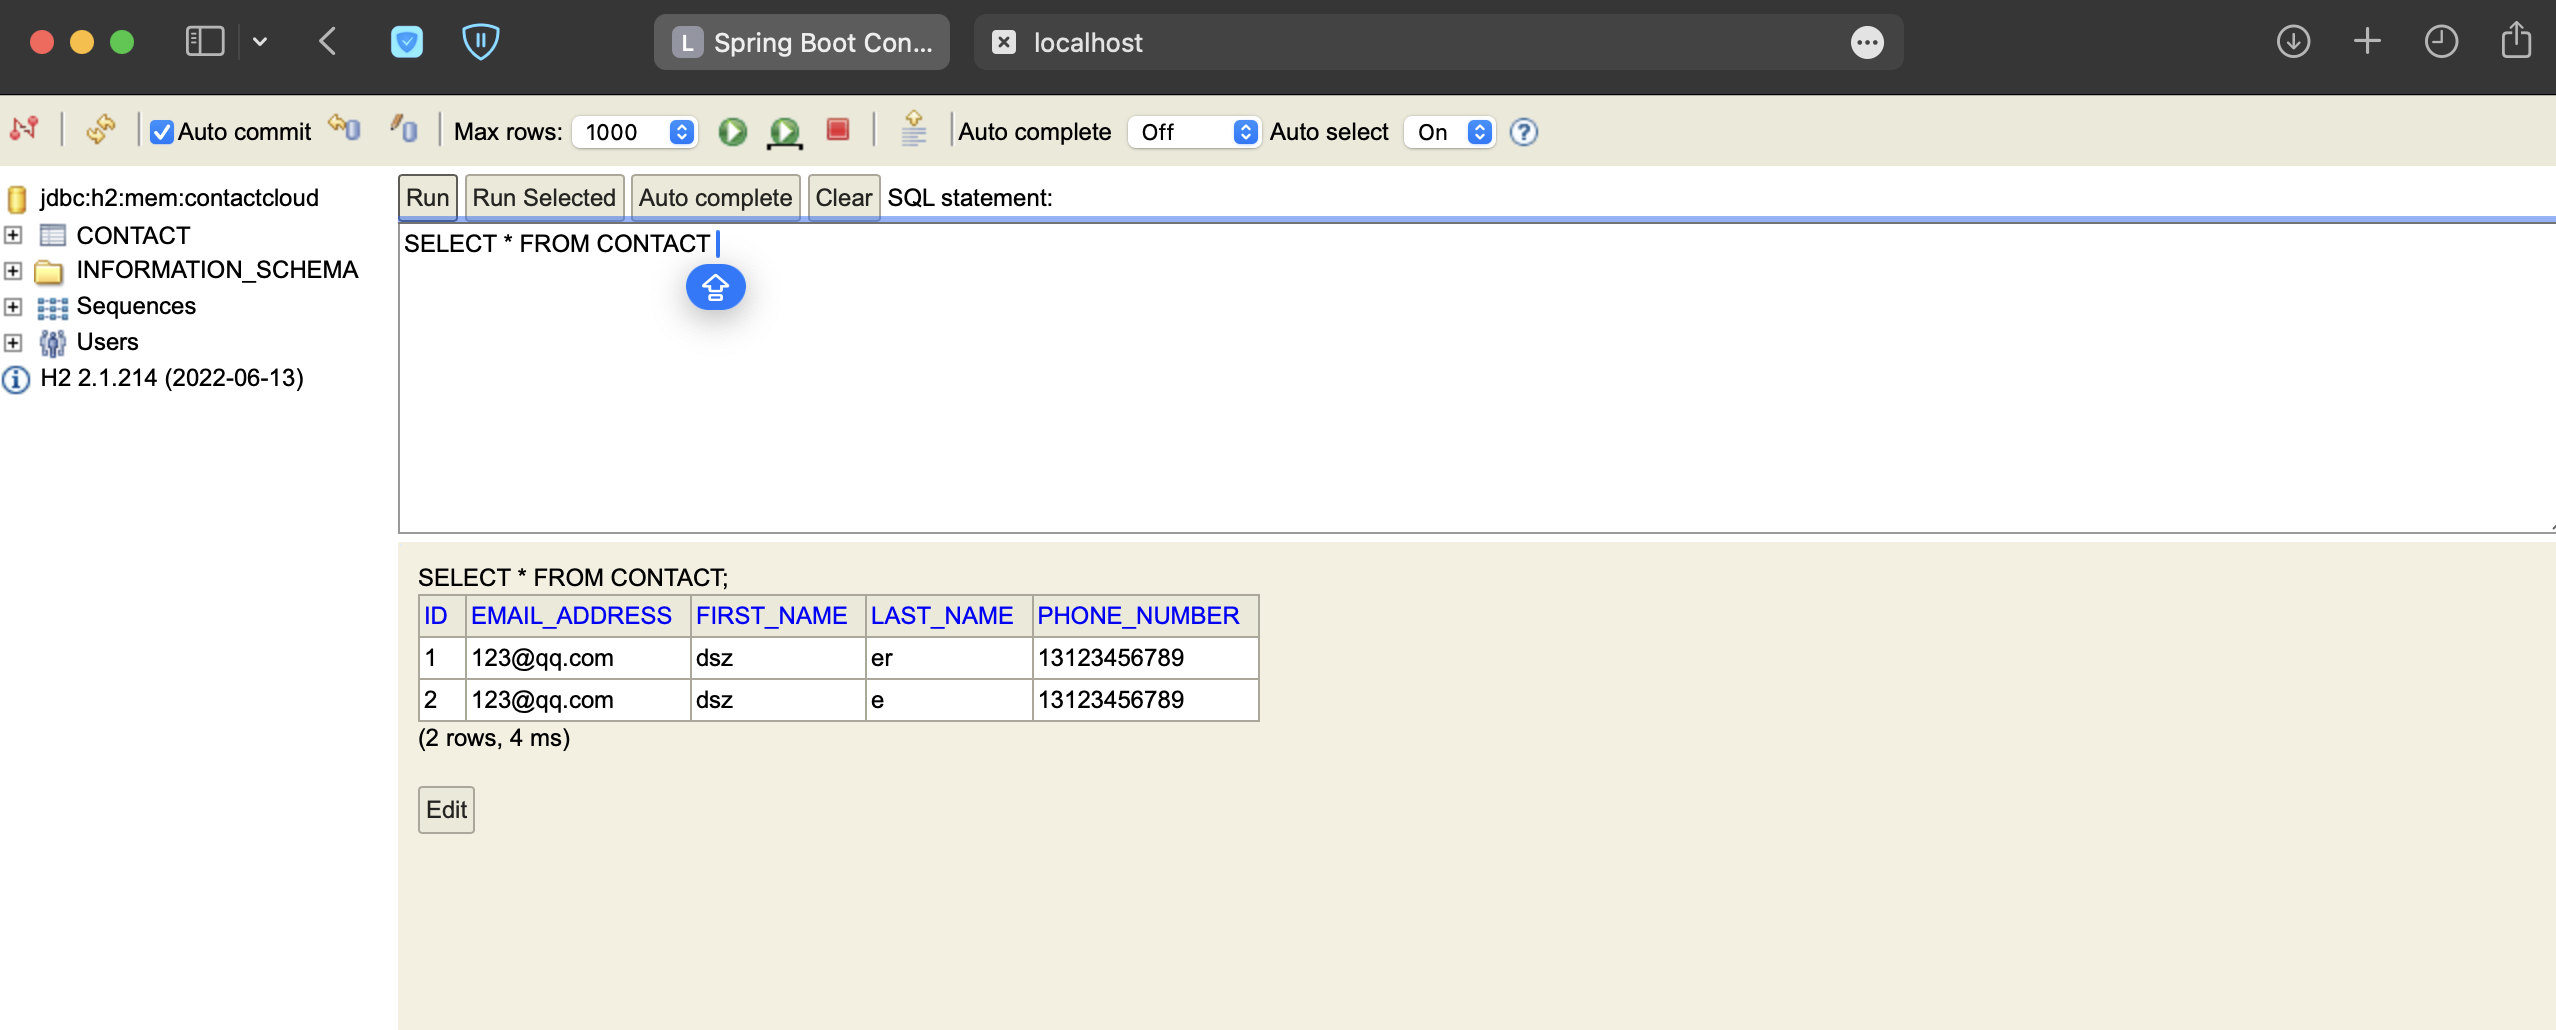 L Spring Boot Con... localhost
Auto commit Max rows: 1000 Auto complete Off Auto select On ?
jdbc:h2:mem:contactcloud
CONTACT
INFORMATION_SCHEMA
Sequences
Users
H2 2.1.214 (2022-06-13)
Run Run Selected Auto complete Clear SQL statement:
SELECT * FROM CONTACT
SELECT * FROM CONTACT;
ID EMAIL_ADDRESS FIRST_NAME LAST_NAME PHONE_NUMBER
1 123@qq.com dsz er 13123456789
2 123@qq.com dsz e 13123456789
(2 rows, 4 ms)
Edit